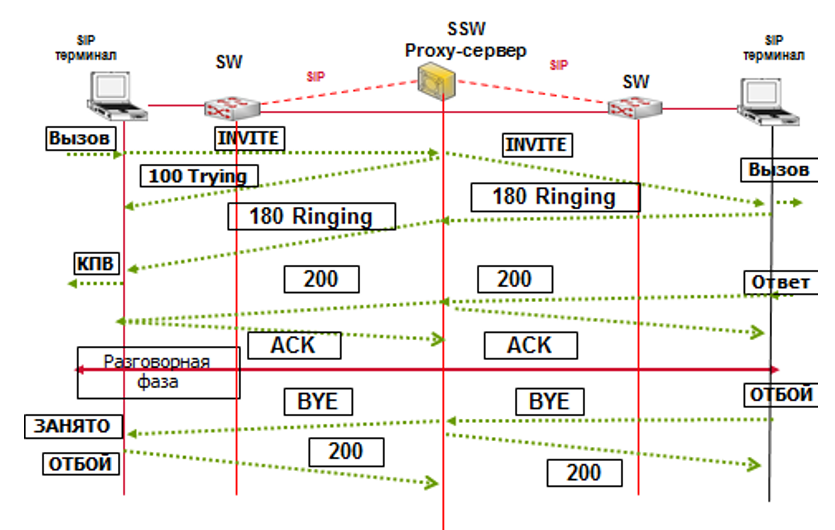 SIP
терминал
SW
SSW
Proxy-сервер
SIP
SIP
SW
SIP
терминал
Вызов
INVITE
INVITE
100 Trying
Вызов
180 Ringing
180 Ringing
КПВ
200
200
Ответ
ACK
ACK
Разговорная
фаза
BYE
BYE
ОТБОЙ
ЗАНЯТО
200
200
ОТБОЙ